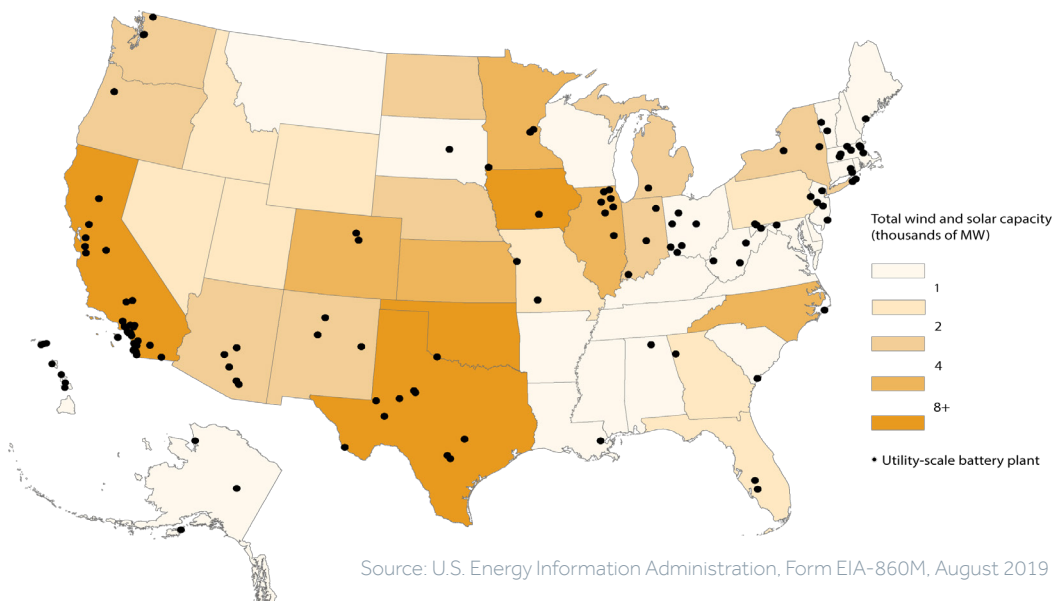 Total wind and solar capacity
(thousands of MW)
1
2
4
8+
Utility-scale battery plant
Source: U.S. Energy Information Administration, Form EIA-860M, August 2019